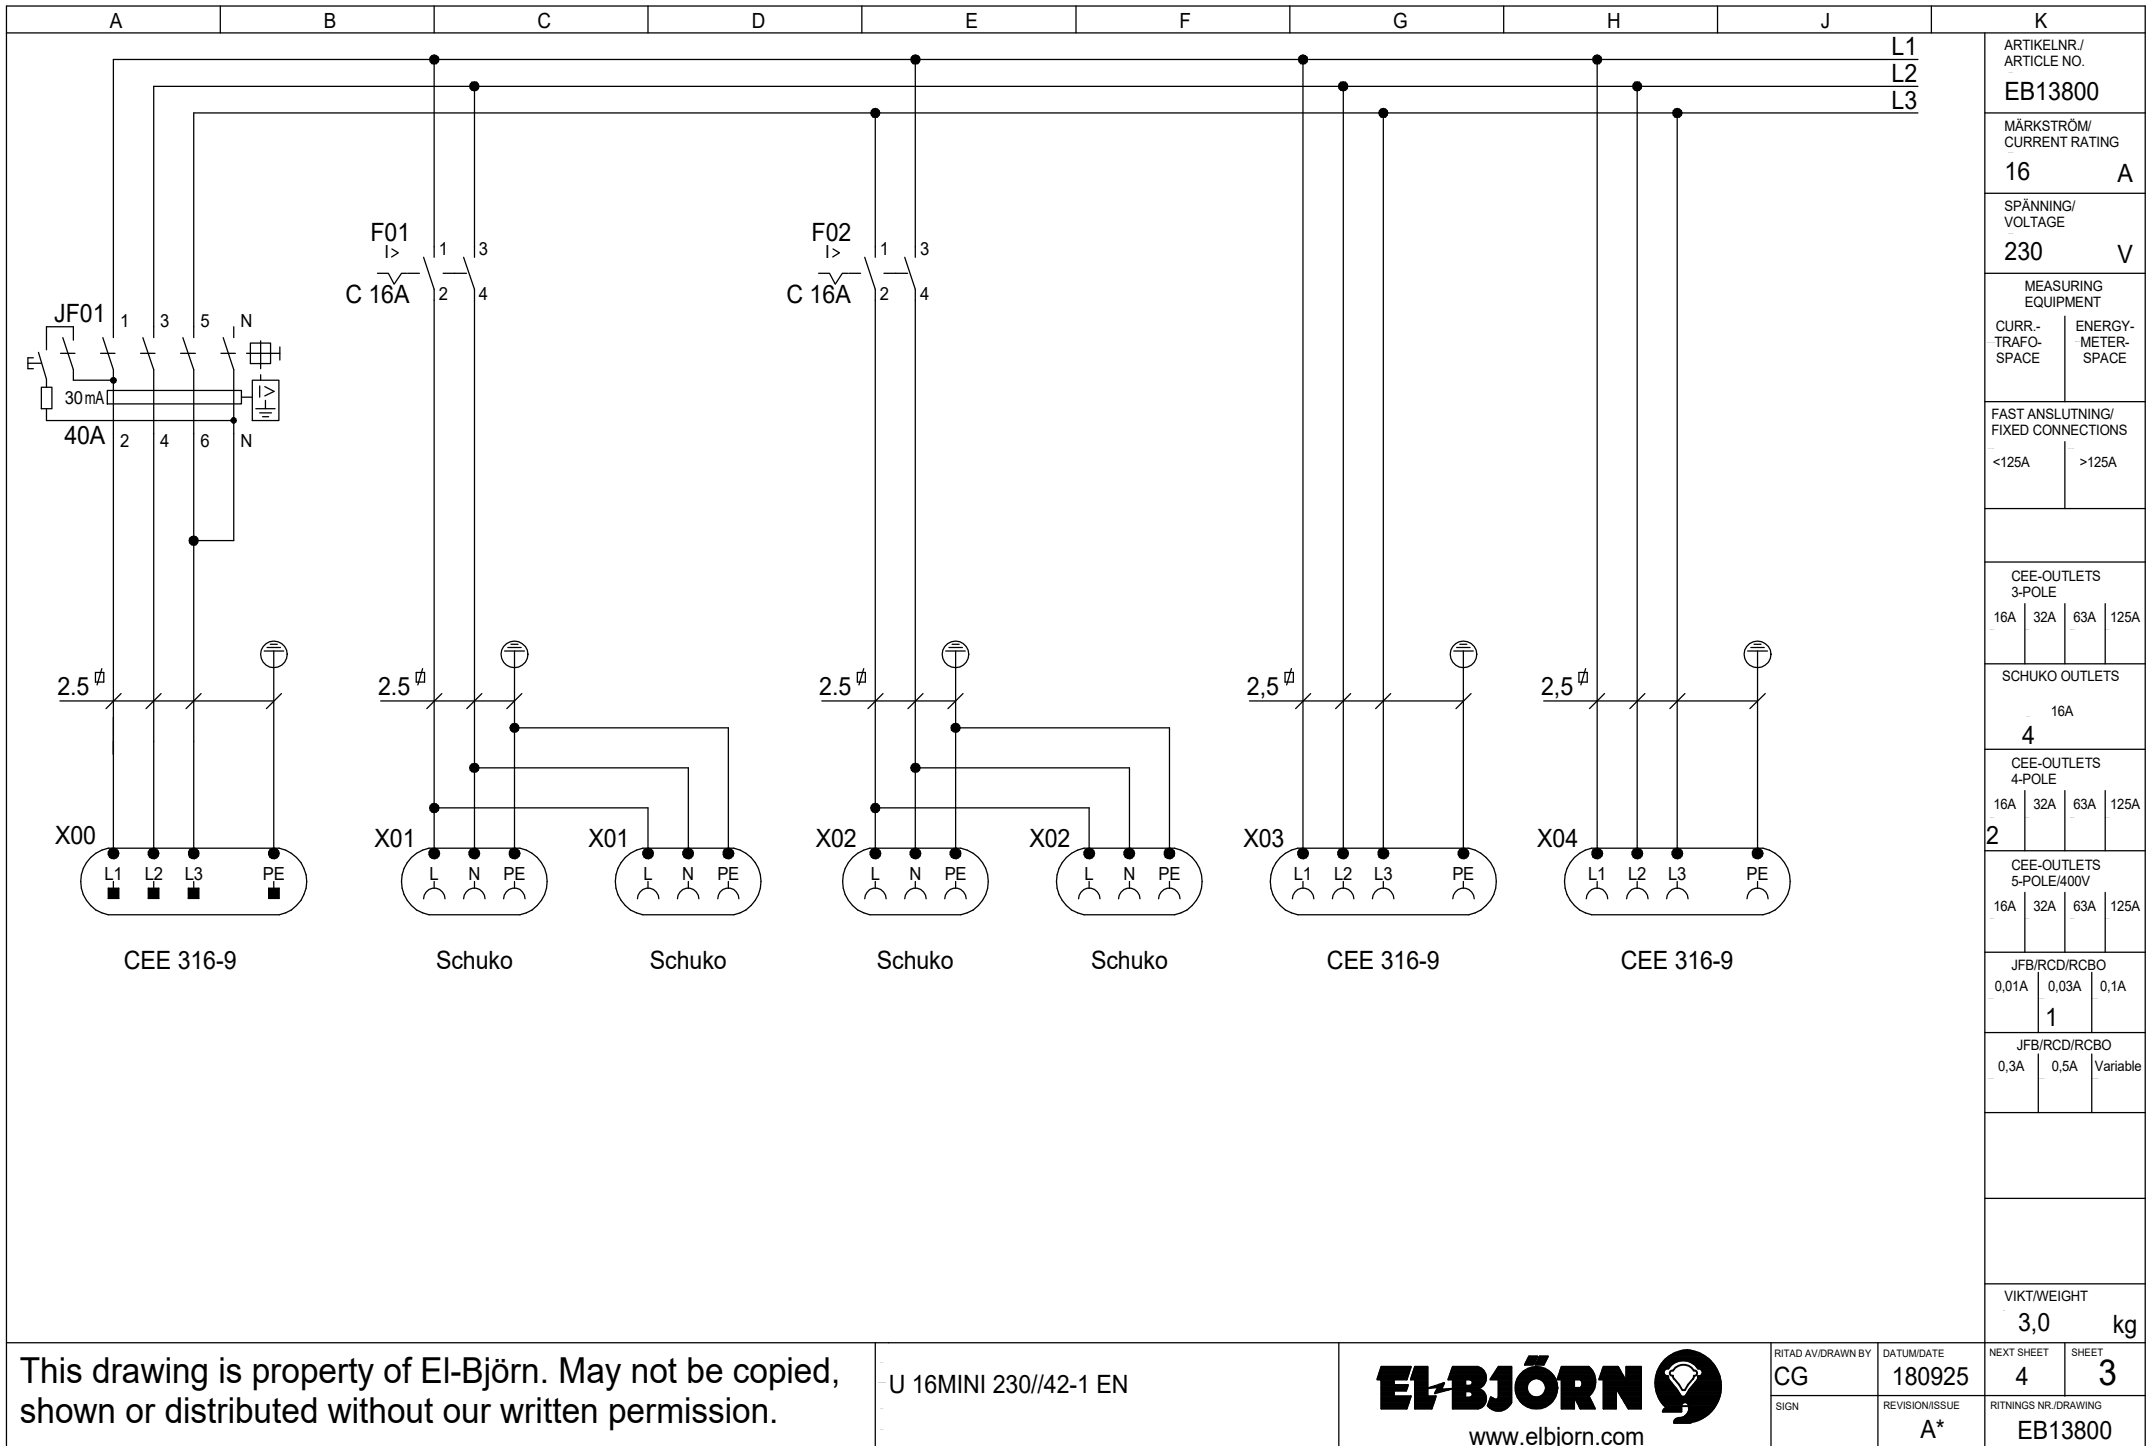 A B C D E F G H J K
L1
L2
L3
F01
I>
C 16A
1 3
2 4
F02
I>
C 16A
1 3
2 4
JF01
1 3 5 N
30mA
I>
40A
2 4 6 N
2.5
2.5
2.5
2,5
2,5
X00
L1 L2 L3 PE
CEE 316-9
X01
L N PE
Schuko
X01
L N PE
Schuko
X02
L N PE
Schuko
X02
L N PE
Schuko
X03
L1 L2 L3 PE
CEE 316-9
X04
L1 L2 L3 PE
CEE 316-9
ARTIKELNR./
ARTICLE NO.
EB13800
MÄRKSTRÖM/
CURRENT RATING
16 A
SPÄNNING/
VOLTAGE
230 V
MEASURING
EQUIPMENT
CURR.-
TRAFO-
SPACE
ENERGY-
METER-
SPACE
FAST ANSLUTNING/
FIXED CONNECTIONS
<125A >125A
CEE-OUTLETS
3-POLE
16A 32A 63A 125A
SCHUKO OUTLETS
16A
4
CEE-OUTLETS
4-POLE
16A 32A 63A 125A
2
CEE-OUTLETS
5-POLE/400V
16A 32A 63A 125A
JFB/RCD/RCBO
0,01A 0,03A 0,1A
1
JFB/RCD/RCBO
0,3A 0,5A Variable
VIKT/WEIGHT
3,0 kg
This drawing is property of El-Björn. May not be copied,
shown or distributed without our written permission.
U 16MINI 230//42-1 EN
EL-BJÖRN
www.elbjorn.com
RITAD AV/DRAWN BY
CG
DATUM/DATE
180925
NEXT SHEET
4
SHEET
3
SIGN
REVISION/ISSUE
A*
RITNINGS NR./DRAWING
EB13800